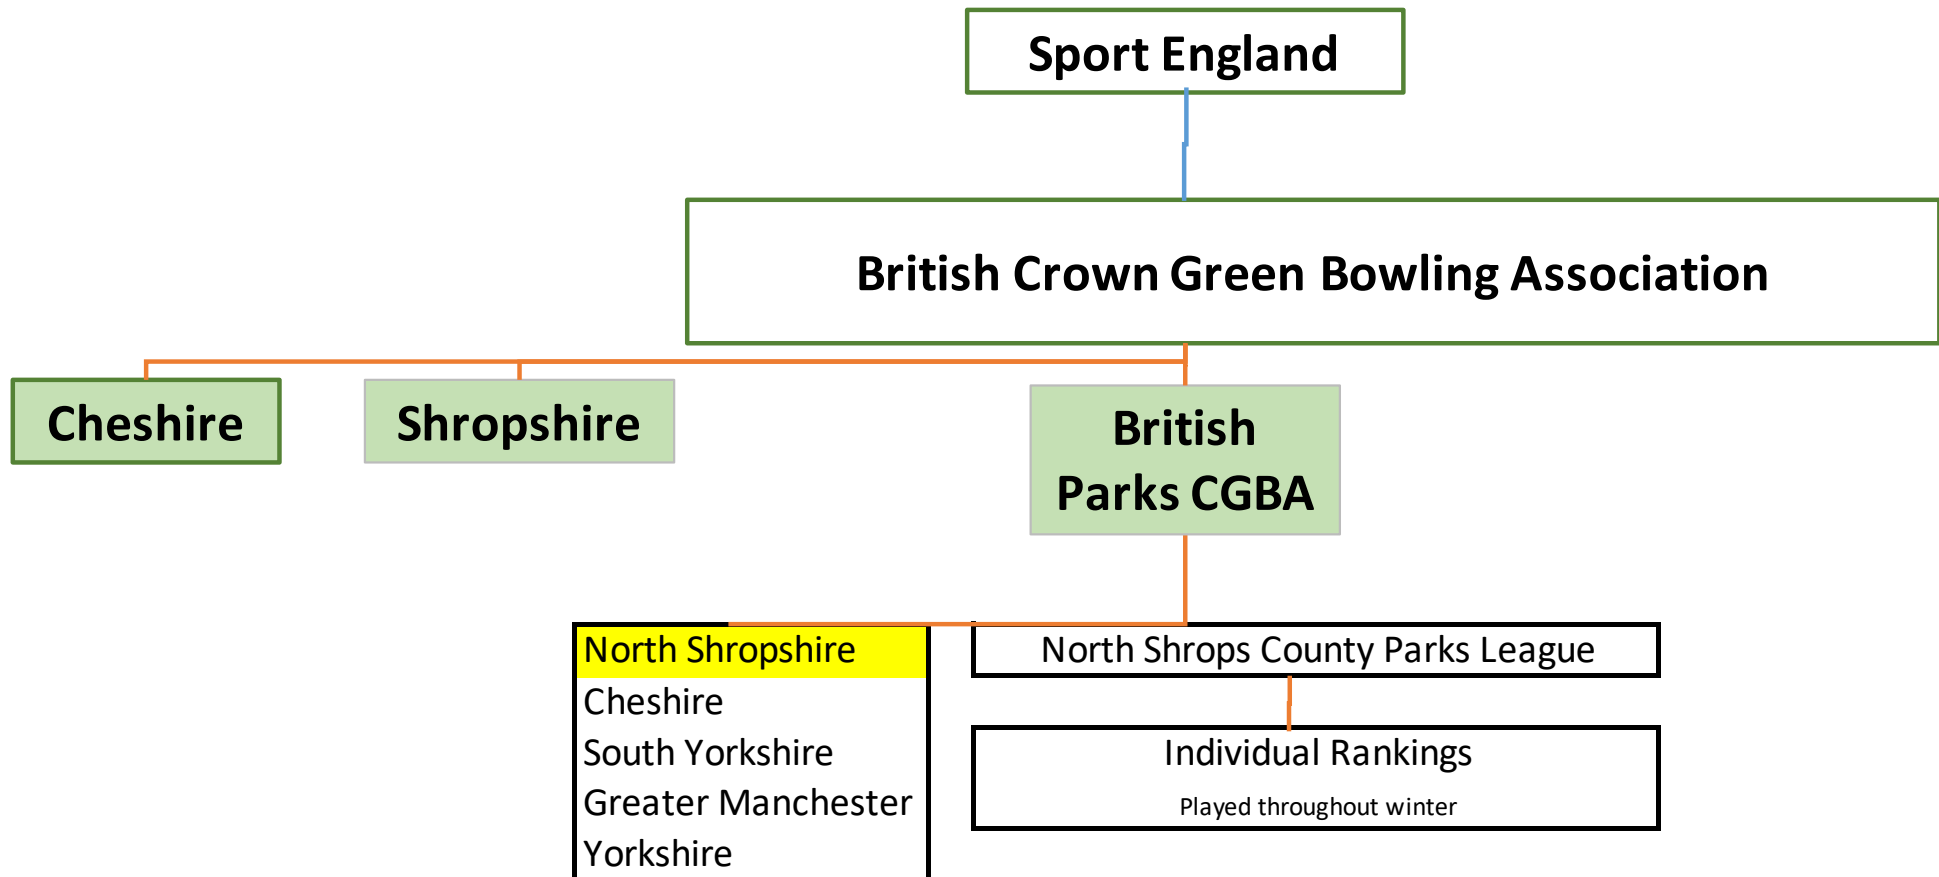 Sport England
British Crown Green Bowling Association
Cheshire
Shropshire
British
Parks CGBA
North Shropshire
Cheshire
South Yorkshire
Greater Manchester
Yorkshire
North Shrops County Parks League
Individual Rankings
Played throughout winter